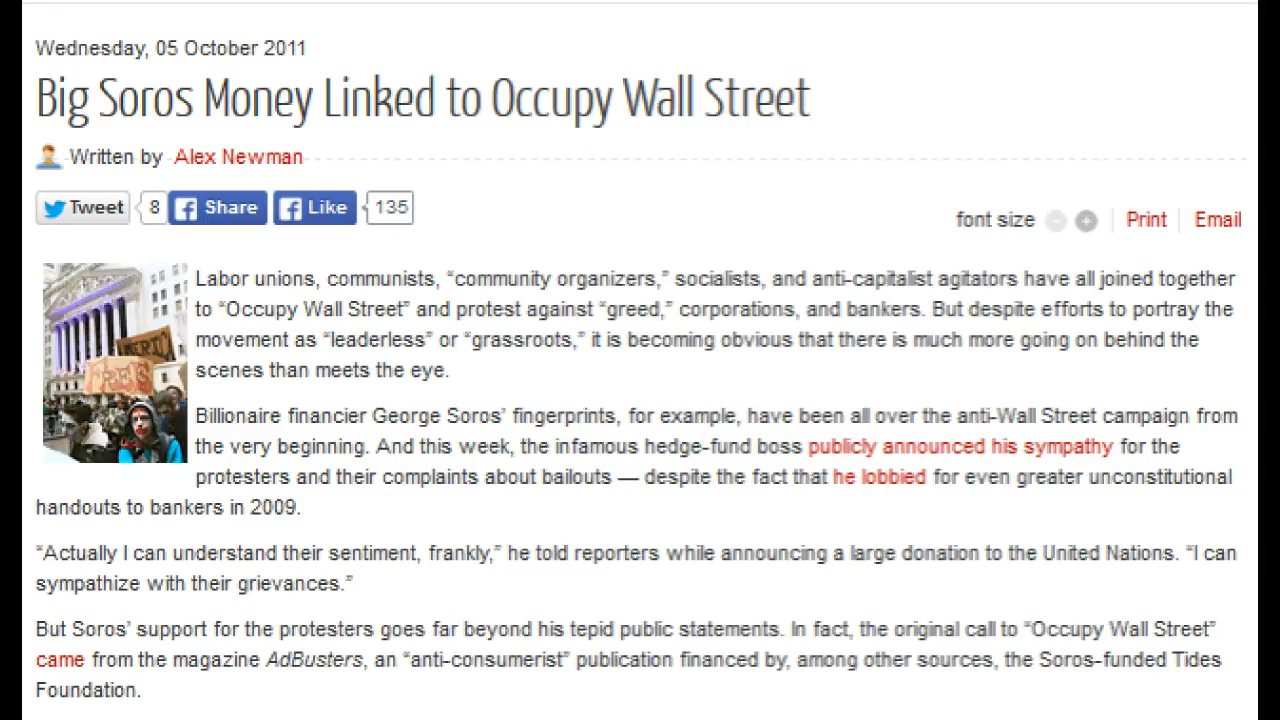 Wednesday, 05 October 2011
Big Soros Money Linked to Occupy Wall Street
Written by Alex Newman
Tweet 8 Share Like 135
font size - + Print Email
Labor unions, communists, “community organizers,” socialists, and anti-capitalist agitators have all joined together
to “Occupy Wall Street” and protest against “greed,” corporations, and bankers. But despite efforts to portray the
movement as “leaderless” or “grassroots,” it is becoming obvious that there is much more going on behind the
scenes than meets the eye.
Billionaire financier George Soros’ fingerprints, for example, have been all over the anti-Wall Street campaign from
the very beginning. And this week, the infamous hedge-fund boss publicly announced his sympathy for the
protesters and their complaints about bailouts — despite the fact that he lobbied for even greater unconstitutional
handouts to bankers in 2009.
“Actually I can understand their sentiment, frankly,” he told reporters while announcing a large donation to the United Nations. “I can
sympathize with their grievances.”
But Soros’ support for the protesters goes far beyond his tepid public statements. In fact, the original call to “Occupy Wall Street”
came from the magazine AdBusters, an “anti-consumerist” publication financed by, among other sources, the Soros-funded Tides
Foundation.